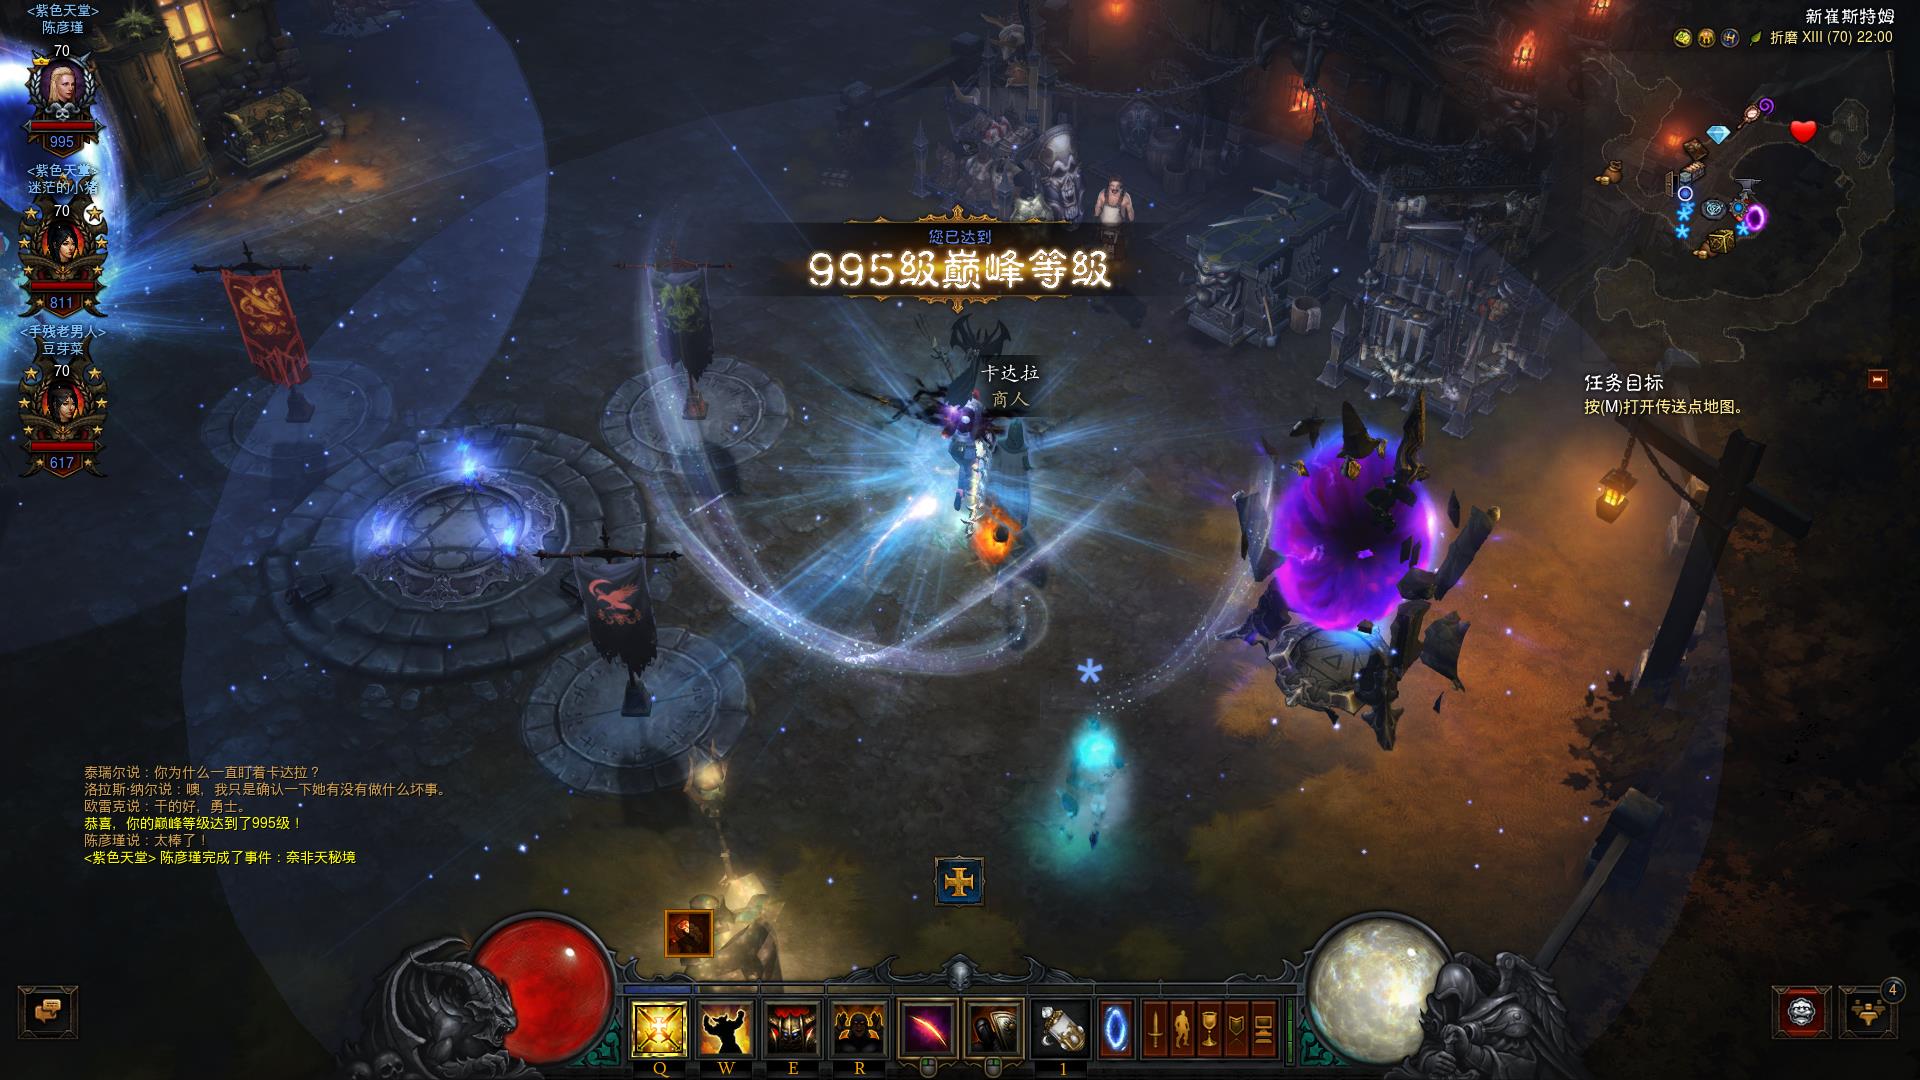 <紫色天堂>
陈彦瑾
70
995
<紫色天堂>
迷茫的小猪
70
811
<手残老男人>
豆芽菜
70
617
新崔斯特姆
折磨 XIII (70) 22:00
您已达到
995级巅峰等级
卡达拉
商人
任务目标
按(M)打开传送点地图。
泰瑞尔说：你为什么一直盯着卡达拉？
洛拉斯·纳尔说：噢，我只是确认一下她有没有做什么坏事。
欧雷克说：干的好，勇士。
恭喜，你的巅峰等级达到了995级！
陈彦瑾说：太棒了！
<紫色天堂> 陈彦瑾完成了事件：奈非天秘境
Q
W
E
R
1
4